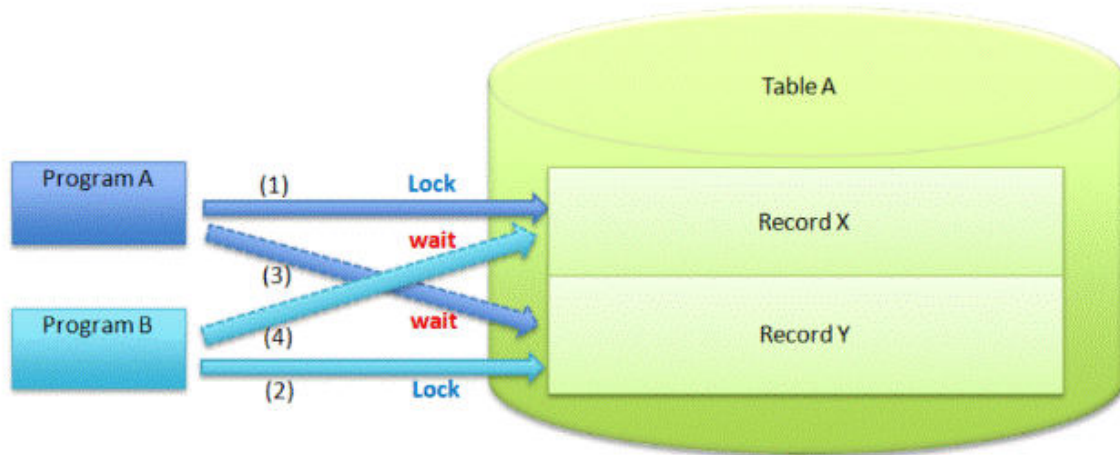 Table A
Program A
(1)
Lock
Record X
wait
(3)
Program B
(4)
wait
Record Y
(2)
Lock